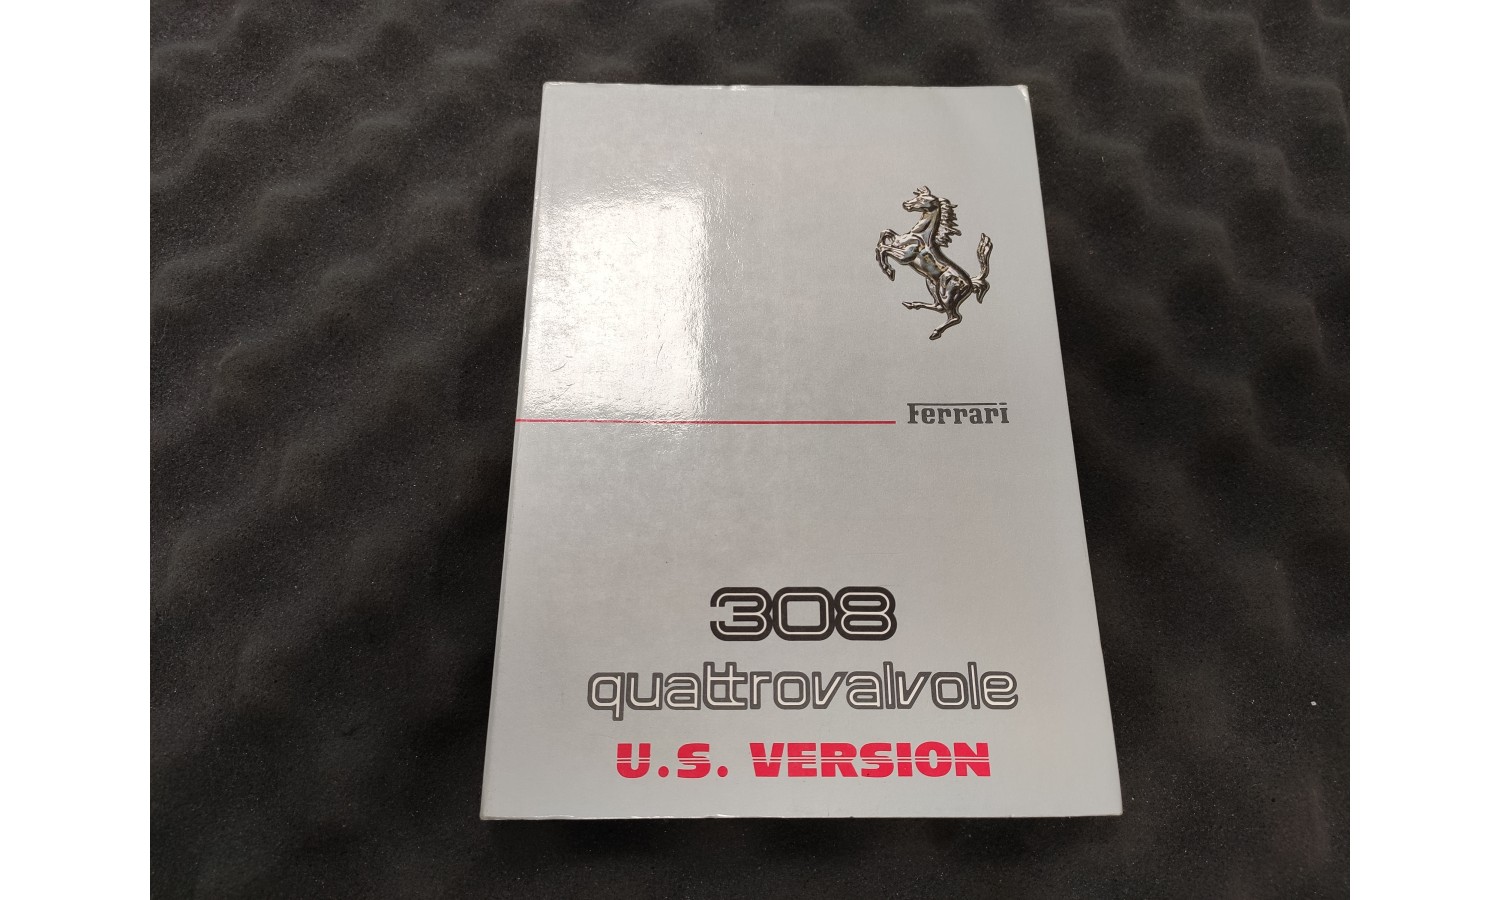 Ferrari
308
quattrovalvole
U.S. VERSION